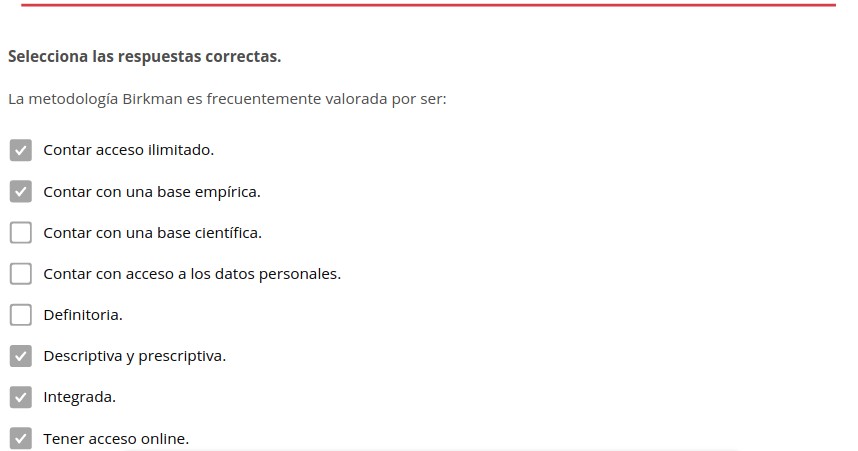 Selecciona las respuestas correctas.
La metodología Birkman es frecuentemente valorada por ser:
Contar acceso ilimitado.
Contar con una base empírica.
Contar con una base científica.
Contar con acceso a los datos personales.
Definitoria.
Descriptiva y prescriptiva.
Integrada.
Tener acceso online.